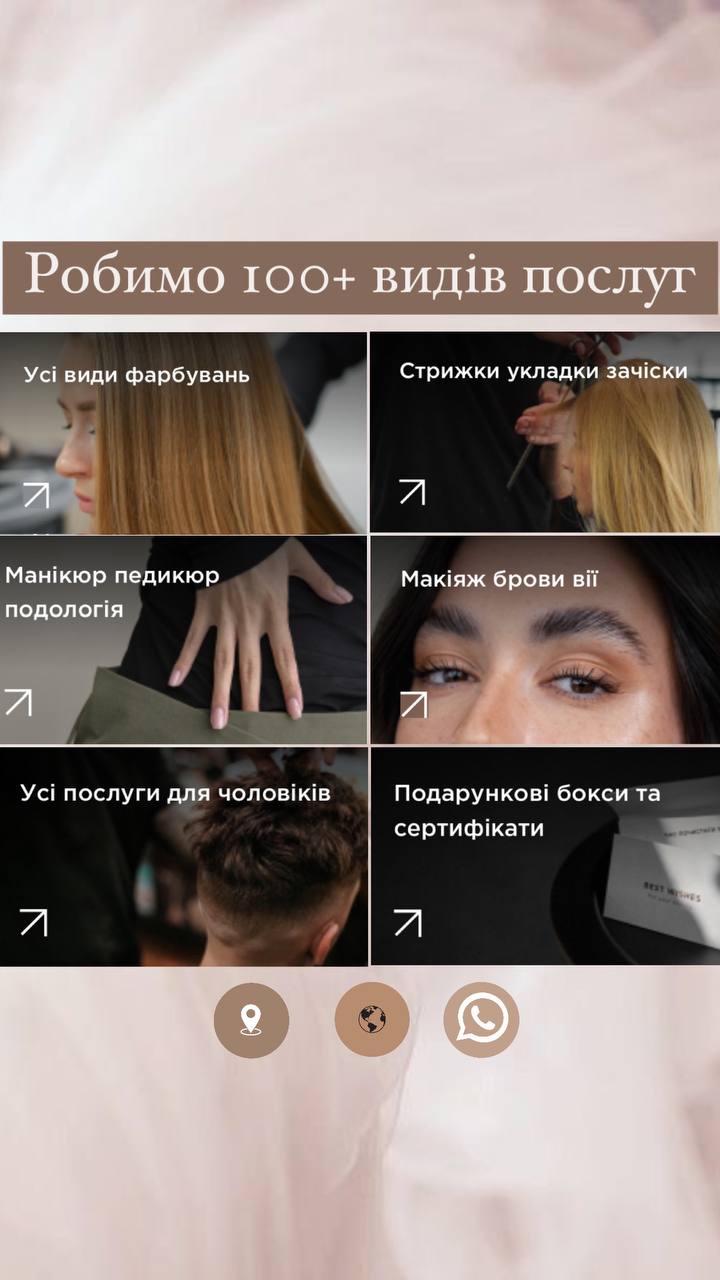 Робимо 100+ видів послуг
Усі види фарбувань
Стрижки укладки зачіски
Манікюр педикюр
подологія
Макіяж брови вії
Усі послуги для чоловіків
Подарункові бокси та
сертифікати
BEST WISHES